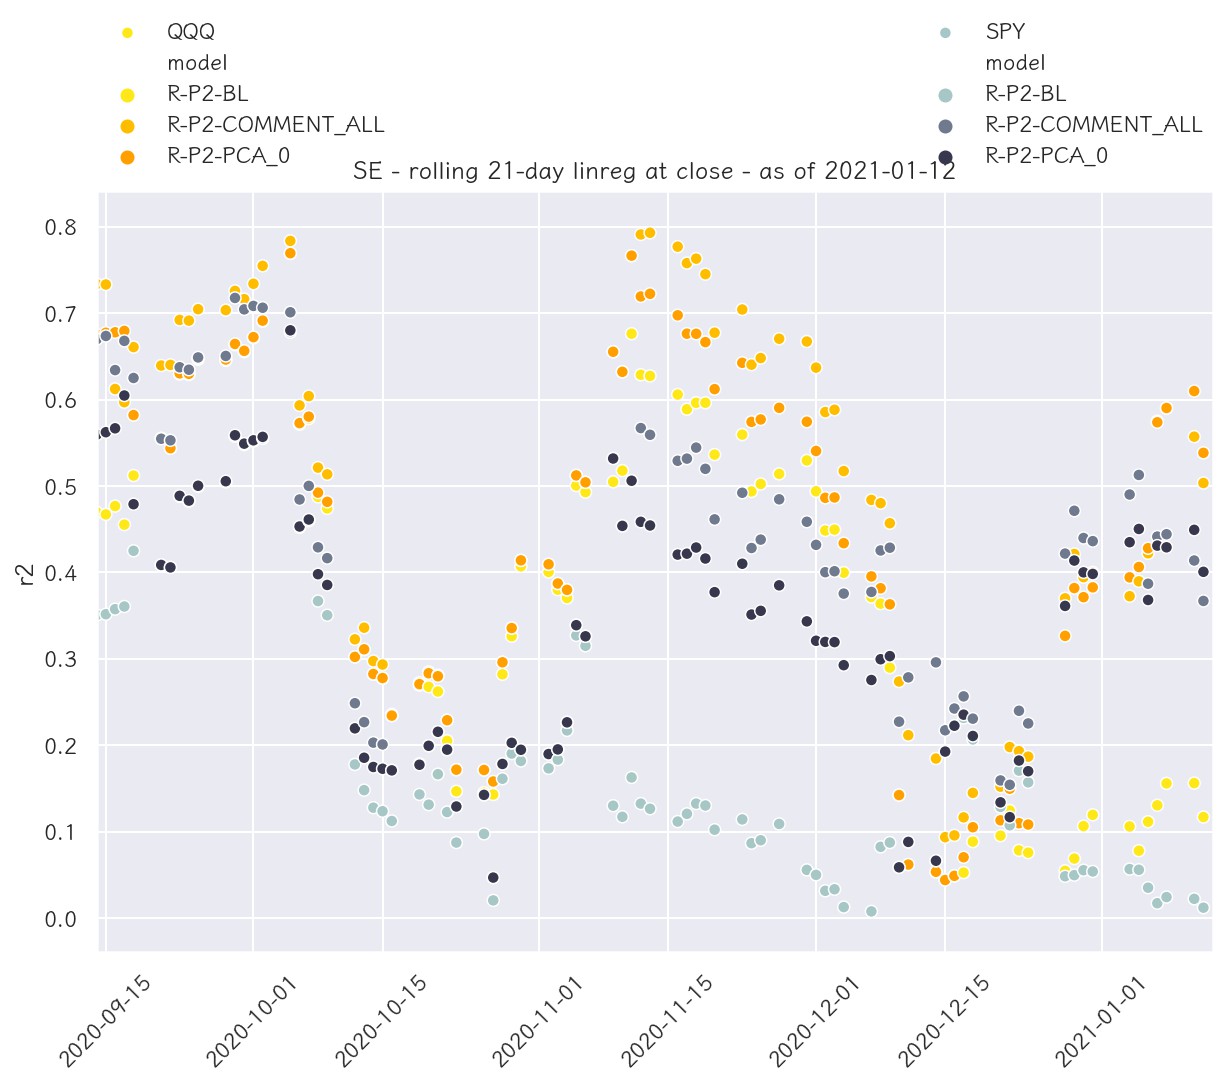 QQQ
model
R-P2-BL
R-P2-COMMENT_ALL
R-P2-PCA_0
SPY
model
R-P2-BL
R-P2-COMMENT_ALL
R-P2-PCA_0
SE - rolling 21-day linreg at close - as of 2021-01-12
0.8
0.7
0.6
0.5
0.4
0.3
0.2
0.1
0.0
r2
2020-09-15
2020-10-01
2020-10-15
2020-11-01
2020-11-15
2020-12-01
2020-12-15
2021-01-01